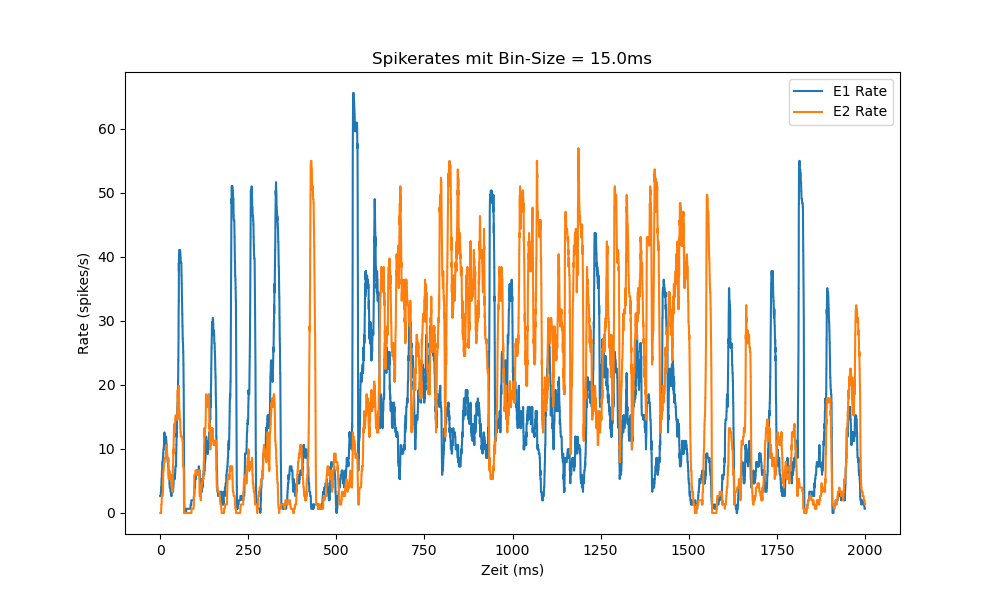 Spikerates mit Bin-Size = 15.0ms
E1 Rate
E2 Rate
60
50
40
30
20
10
0
Rate (spikes/s)
0 250 500 750 1000 1250 1500 1750 2000
Zeit (ms)